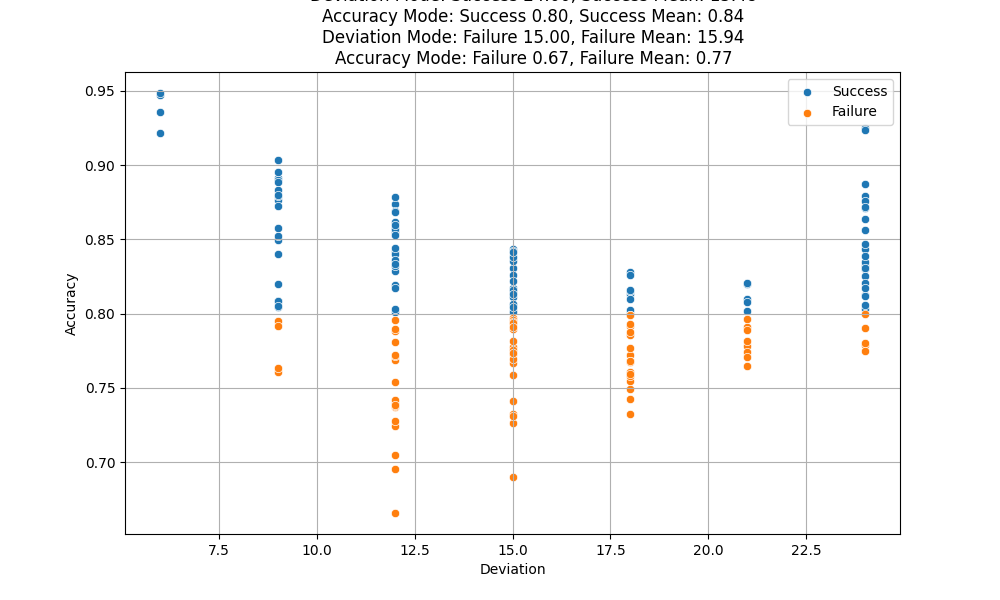 Accuracy Mode: Success 0.80, Success Mean: 0.84
Deviation Mode: Failure 15.00, Failure Mean: 15.94
Accuracy Mode: Failure 0.67, Failure Mean: 0.77
Success
Failure
0.95
0.90
0.85
0.80
0.75
0.70
Accuracy
7.5
10.0
12.5
15.0
17.5
20.0
22.5
Deviation